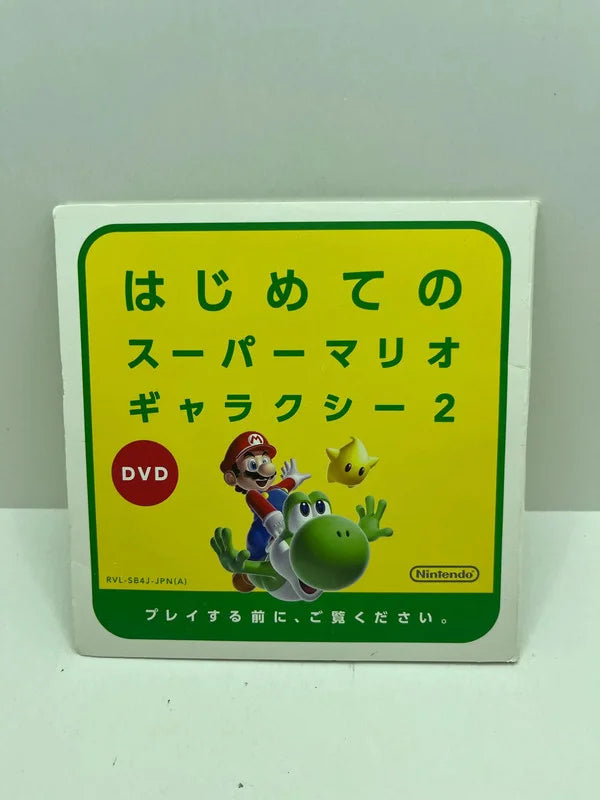 はじめての
スーパーマリオ
ギャラクシー2
DVD
M
RVL-SB4J-JPN(A)
Nintendo
プレイする前に、ご覧ください。